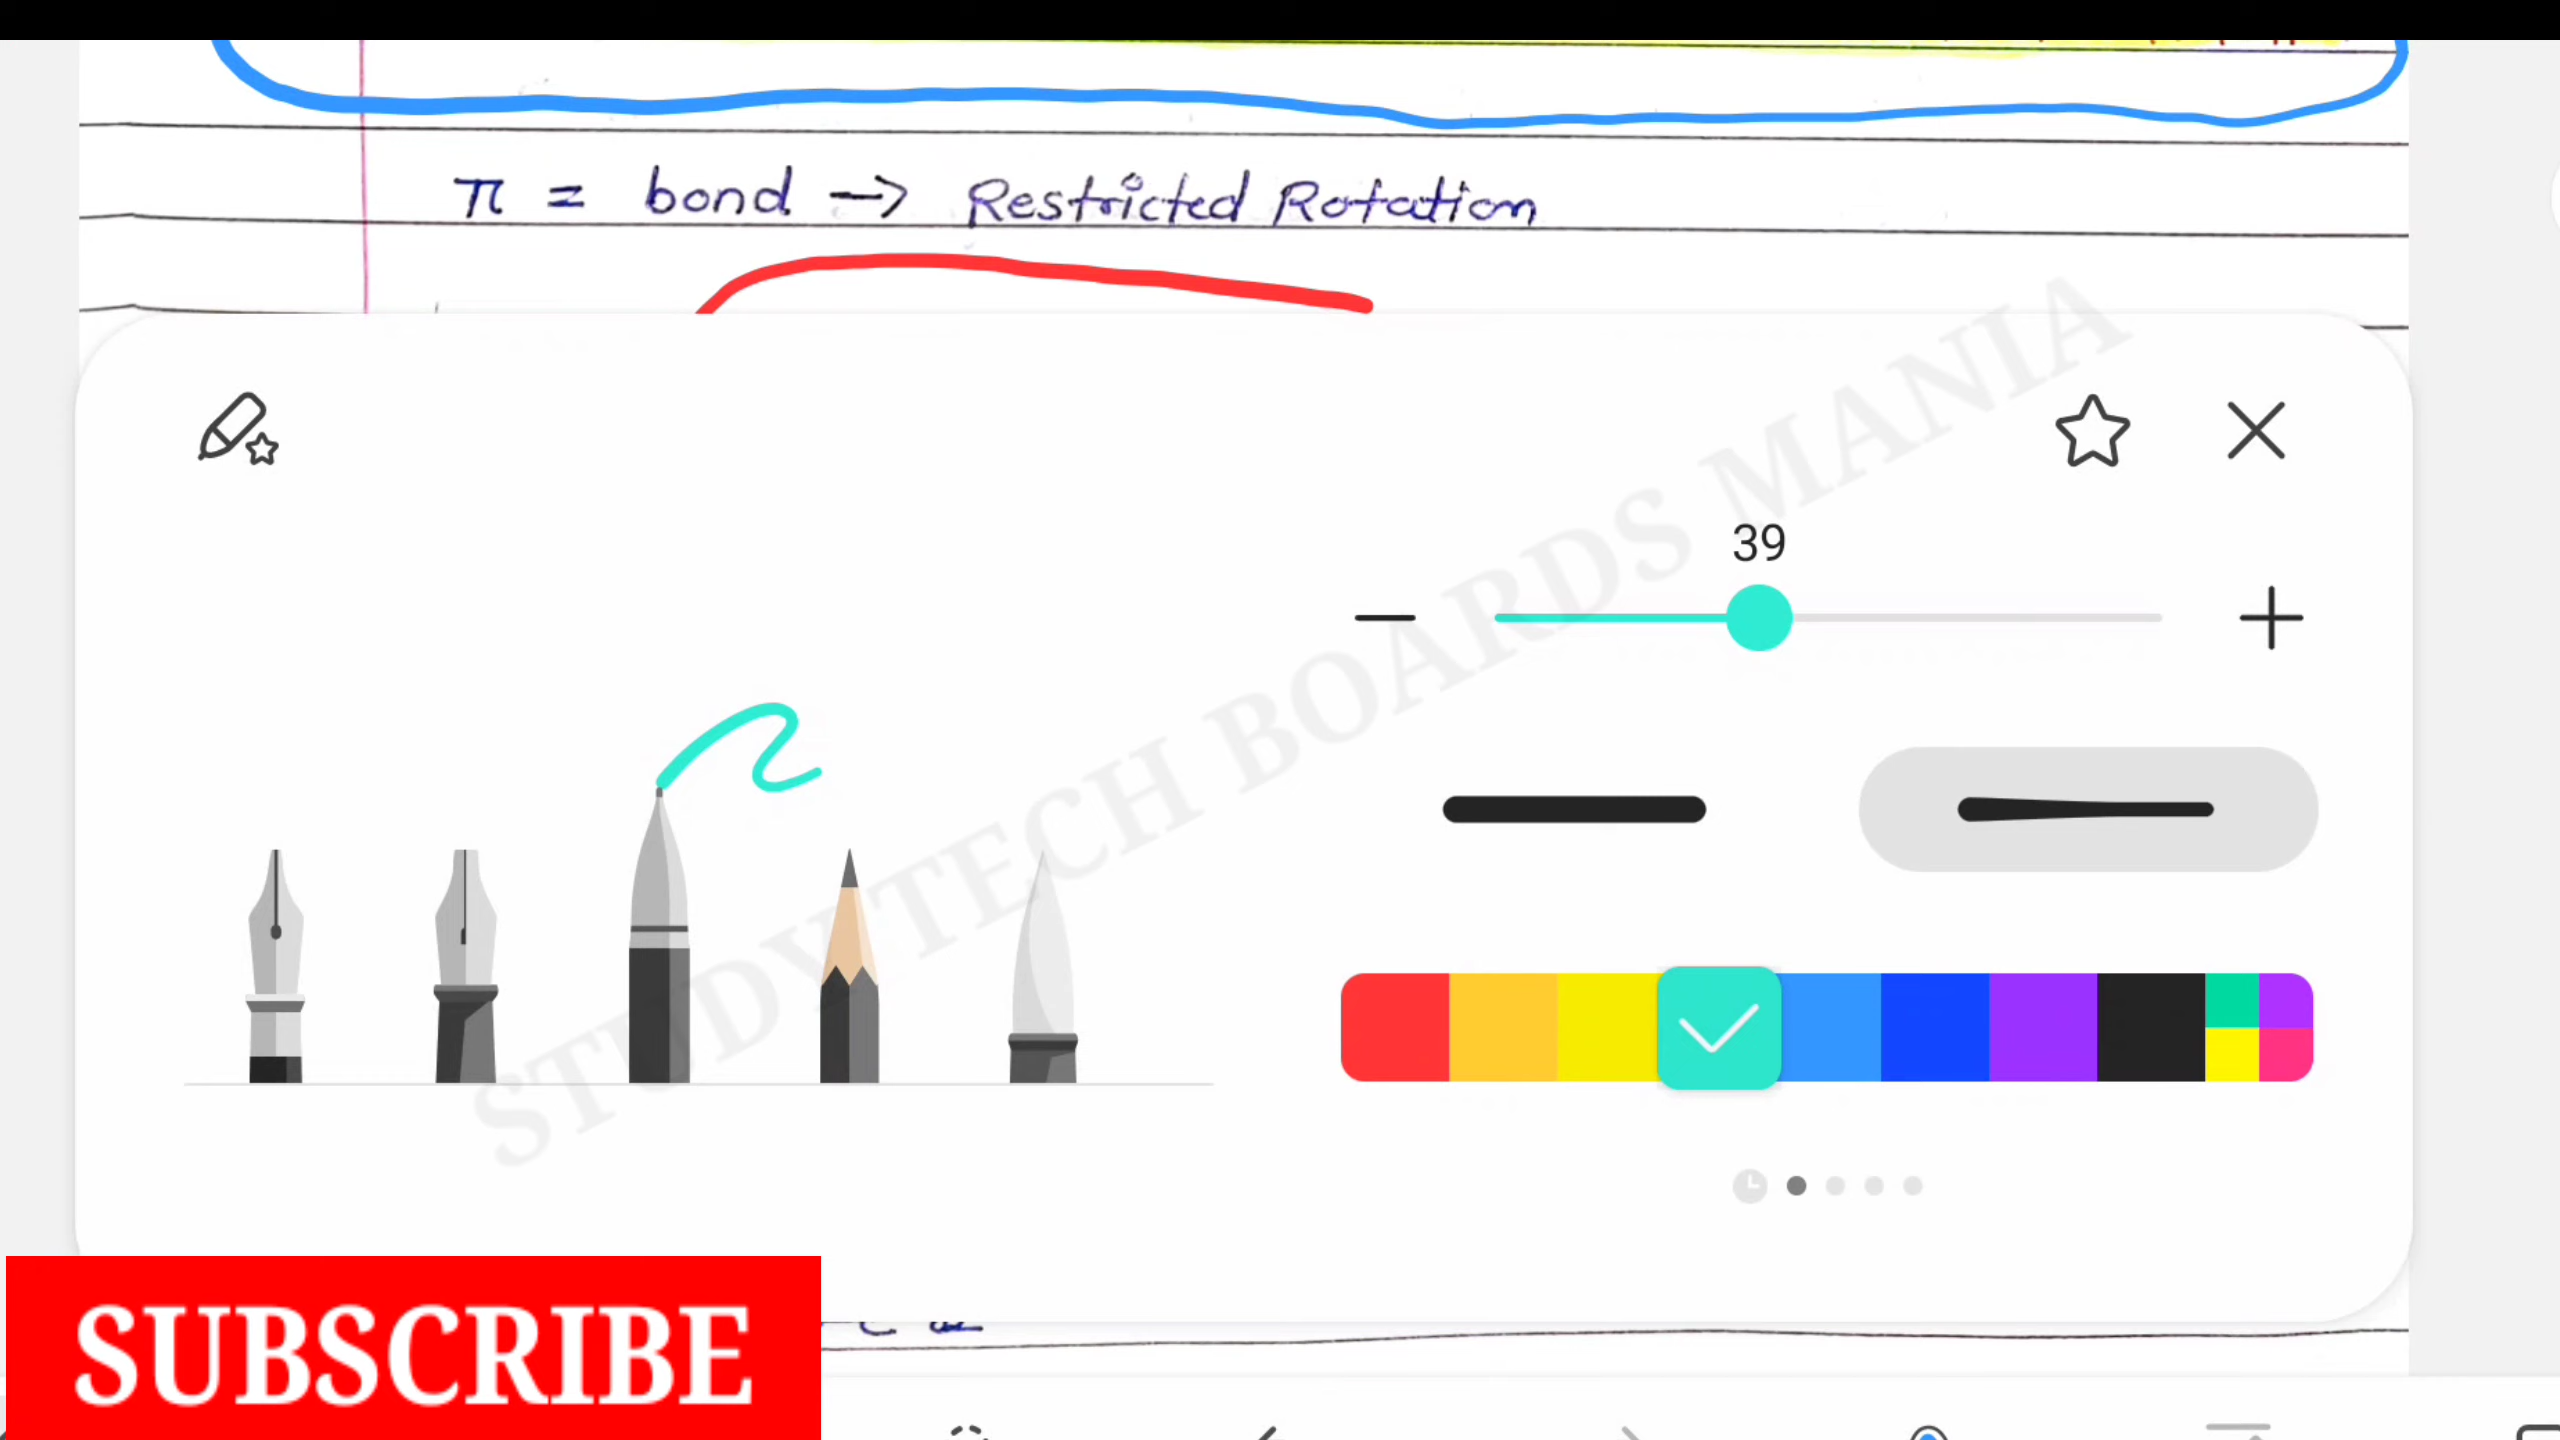 π = bond → Restricted Rotation
39
STUDYTECH BOARDS MANIA
SUBSCRIBE